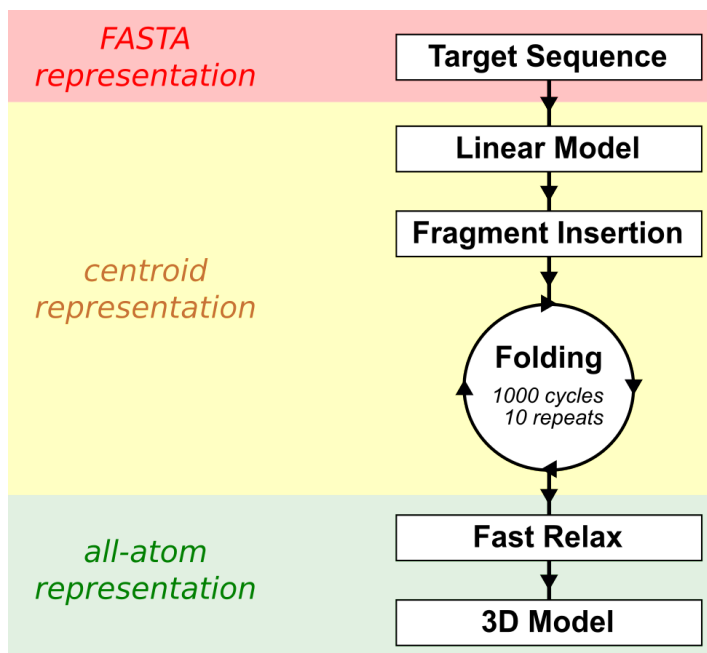 FASTA
representation
Target Sequence
Linear Model
Fragment Insertion
centroid
representation
Folding
1000 cycles
10 repeats
all-atom
representation
Fast Relax
3D Model